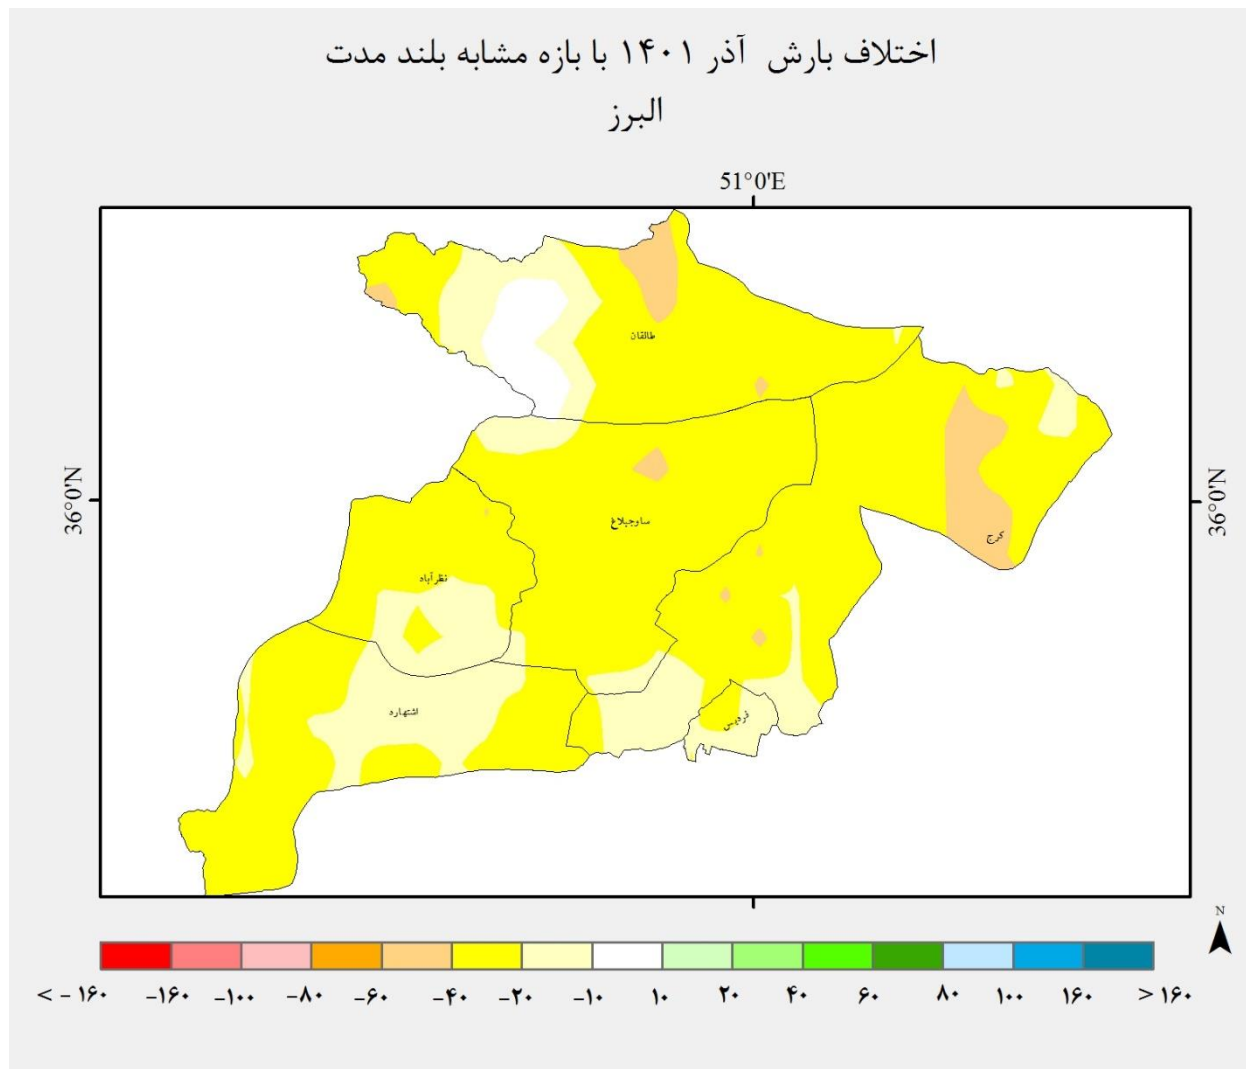 اختلاف بارش آذر ۱۴۰۱ با بازه مشابه بلند مدت
البرز
51°0'E
36°0'N
36°0'N
طالقان
ساوجبلاغ
کرج
نظرآباد
اشتهارد
فردیس
N
< - ۱۶۰ -۱۶۰ -۱۰۰ -۸۰ -۶۰ -۴۰ -۲۰ -۱۰ ۱۰ ۲۰ ۴۰ ۶۰ ۸۰ ۱۰۰ ۱۶۰ > ۱۶۰